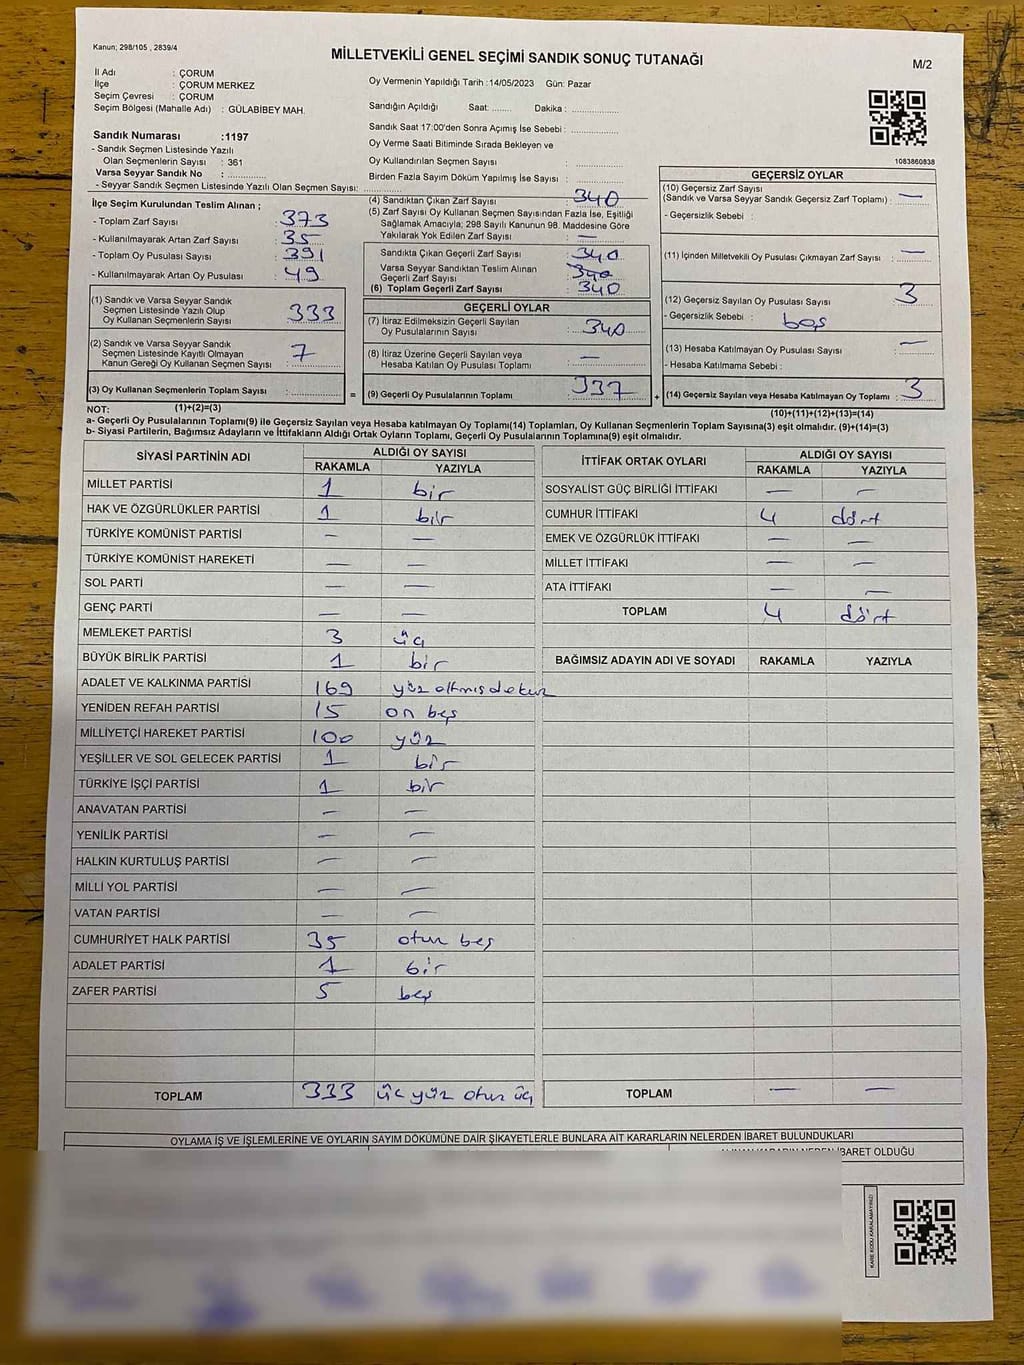 Kanun; 298/105 , 2839/4
MİLLETVEKİLİ GENEL SEÇİMİ SANDIK SONUÇ TUTANAĞI
M/2
İl Adı : ÇORUM
İlçe : ÇORUM MERKEZ
Seçim Çevresi : ÇORUM
Seçim Bölgesi (Mahalle Adı) : GÜLABİBEY MAH.
Sandık Numarası :1197
- Sandık Seçmen Listesinde Yazılı
Olan Seçmenlerin Sayısı : 361
Varsa Seyyar Sandık No : ..............
- Seyyar Sandık Seçmen Listesinde Yazılı Olan Seçmen Sayısı: ..............
Oy Vermenin Yapıldığı Tarih :14/05/2023 Gün: Pazar
Sandığın Açıldığı Saat: ....... Dakika : ..............
Sandık Saat 17:00'den Sonra Açımış İse Sebebi : ..............
Oy Verme Saati Bitiminde Sırada Bekleyen ve
Oy Kullandırılan Seçmen Sayısı : ..............
Birden Fazla Sayım Döküm Yapılmış İse Sayısı : ..............
1083860838
İlçe Seçim Kurulundan Teslim Alınan ;
- Toplam Zarf Sayısı : 373
- Kullanılmayarak Artan Zarf Sayısı : 35
- Toplam Oy Pusulası Sayısı : 391
- Kullanılmayarak Artan Oy Pusulası : 49
(1) Sandık ve Varsa Seyyar Sandık
Seçmen Listesinde Yazılı Olup
Oy Kullanan Seçmenlerin Sayısı : 333
(2) Sandık ve Varsa Seyyar Sandık
Seçmen Listesinde Kayıtlı Olmayan
Kanun Gereği Oy Kullanan Seçmen Sayısı : 7
(3) Oy Kullanan Seçmenlerin Toplam Sayısı : .............. =
(4) Sandıktan Çıkan Zarf Sayısı : 340
(5) Zarf Sayısı Oy Kullanan Seçmen Sayısından Fazla İse, Eşitliği
Sağlamak Amacıyla; 298 Sayılı Kanunun 98. Maddesine Göre
Yakılarak Yok Edilen Zarf Sayısı : —
Sandıkta Çıkan Geçerli Zarf Sayısı : 340
Varsa Seyyar Sandıktan Teslim Alınan
Geçerli Zarf Sayısı :
(6) Toplam Geçerli Zarf Sayısı : 340
GEÇERLİ OYLAR
(7) İtiraz Edilmeksizin Geçerli Sayılan
Oy Pusulalarının Sayısı : 340
(8) İtiraz Üzerine Geçerli Sayılan veya
Hesaba Katılan Oy Pusulası Toplamı : —
(9) Geçerli Oy Pusulalarının Toplamı : 337 +
GEÇERSİZ OYLAR
(10) Geçersiz Zarf Sayısı
(Sandık ve Varsa Seyyar Sandık Geçersiz Zarf Toplamı) : —
- Geçersizlik Sebebi :
(11) İçinden Milletvekili Oy Pusulası Çıkmayan Zarf Sayısı : —
(12) Geçersiz Sayılan Oy Pusulası Sayısı : 3
- Geçersizlik Sebebi : boş
(13) Hesaba Katılmayan Oy Pusulası Sayısı : —
- Hesaba Katılmama Sebebi :
(14) Geçersiz Sayılan veya Hesaba Katılmayan Oy Toplamı : 3
NOT: (1)+(2)=(3) (10)+(11)+(12)+(13)=(14)
a- Geçerli Oy Pusulalarının Toplamı(9) ile Geçersiz Sayılan veya Hesaba katılmayan Oy Toplamı(14) Toplamları, Oy Kullanan Seçmenlerin Toplam Sayısına(3) eşit olmalıdır. (9)+(14)=(3)
b- Siyasi Partilerin, Bağımsız Adayların ve İttifakların Aldığı Ortak Oyların Toplamı, Geçerli Oy Pusulalarının Toplamına(9) eşit olmalıdır.
SİYASİ PARTİNİN ADI ALDIĞI OY SAYISI
RAKAMLA YAZIYLA
MİLLET PARTİSİ 1 bir
HAK VE ÖZGÜRLÜKLER PARTİSİ 1 bir
TÜRKİYE KOMÜNİST PARTİSİ — —
TÜRKİYE KOMÜNİST HAREKETİ — —
SOL PARTİ — —
GENÇ PARTİ — —
MEMLEKET PARTİSİ 3 üç
BÜYÜK BİRLİK PARTİSİ 1 bir
ADALET VE KALKINMA PARTİSİ 169 yüz altmış dokuz
YENİDEN REFAH PARTİSİ 15 on beş
MİLLİYETÇİ HAREKET PARTİSİ 100 yüz
YEŞİLLER VE SOL GELECEK PARTİSİ 1 bir
TÜRKİYE İŞÇİ PARTİSİ 1 bir
ANAVATAN PARTİSİ — —
YENİLİK PARTİSİ — —
HALKIN KURTULUŞ PARTİSİ — —
MİLLİ YOL PARTİSİ — —
VATAN PARTİSİ — —
CUMHURİYET HALK PARTİSİ 35 otuz beş
ADALET PARTİSİ 1 bir
ZAFER PARTİSİ 5 beş
TOPLAM 333 üç yüz otuz üç
İTTİFAK ORTAK OYLARI ALDIĞI OY SAYISI
RAKAMLA YAZIYLA
SOSYALİST GÜÇ BİRLİĞİ İTTİFAKI — —
CUMHUR İTTİFAKI 4 dört
EMEK VE ÖZGÜRLÜK İTTİFAKI — —
MİLLET İTTİFAKI — —
ATA İTTİFAKI — —
TOPLAM 4 dört
BAĞIMSIZ ADAYIN ADI VE SOYADI RAKAMLA YAZIYLA
TOPLAM — —
OYLAMA İŞ VE İŞLEMLERİNE VE OYLARIN SAYIM DÖKÜMÜNE DAİR ŞİKAYETLERLE BUNLARA AİT KARARLARIN NELERDEN İBARET BULUNDUKLARI
ALINAN KARARIN NEDEN İBARET OLDUĞU
KARE KODU KARALAMAYINIZ!